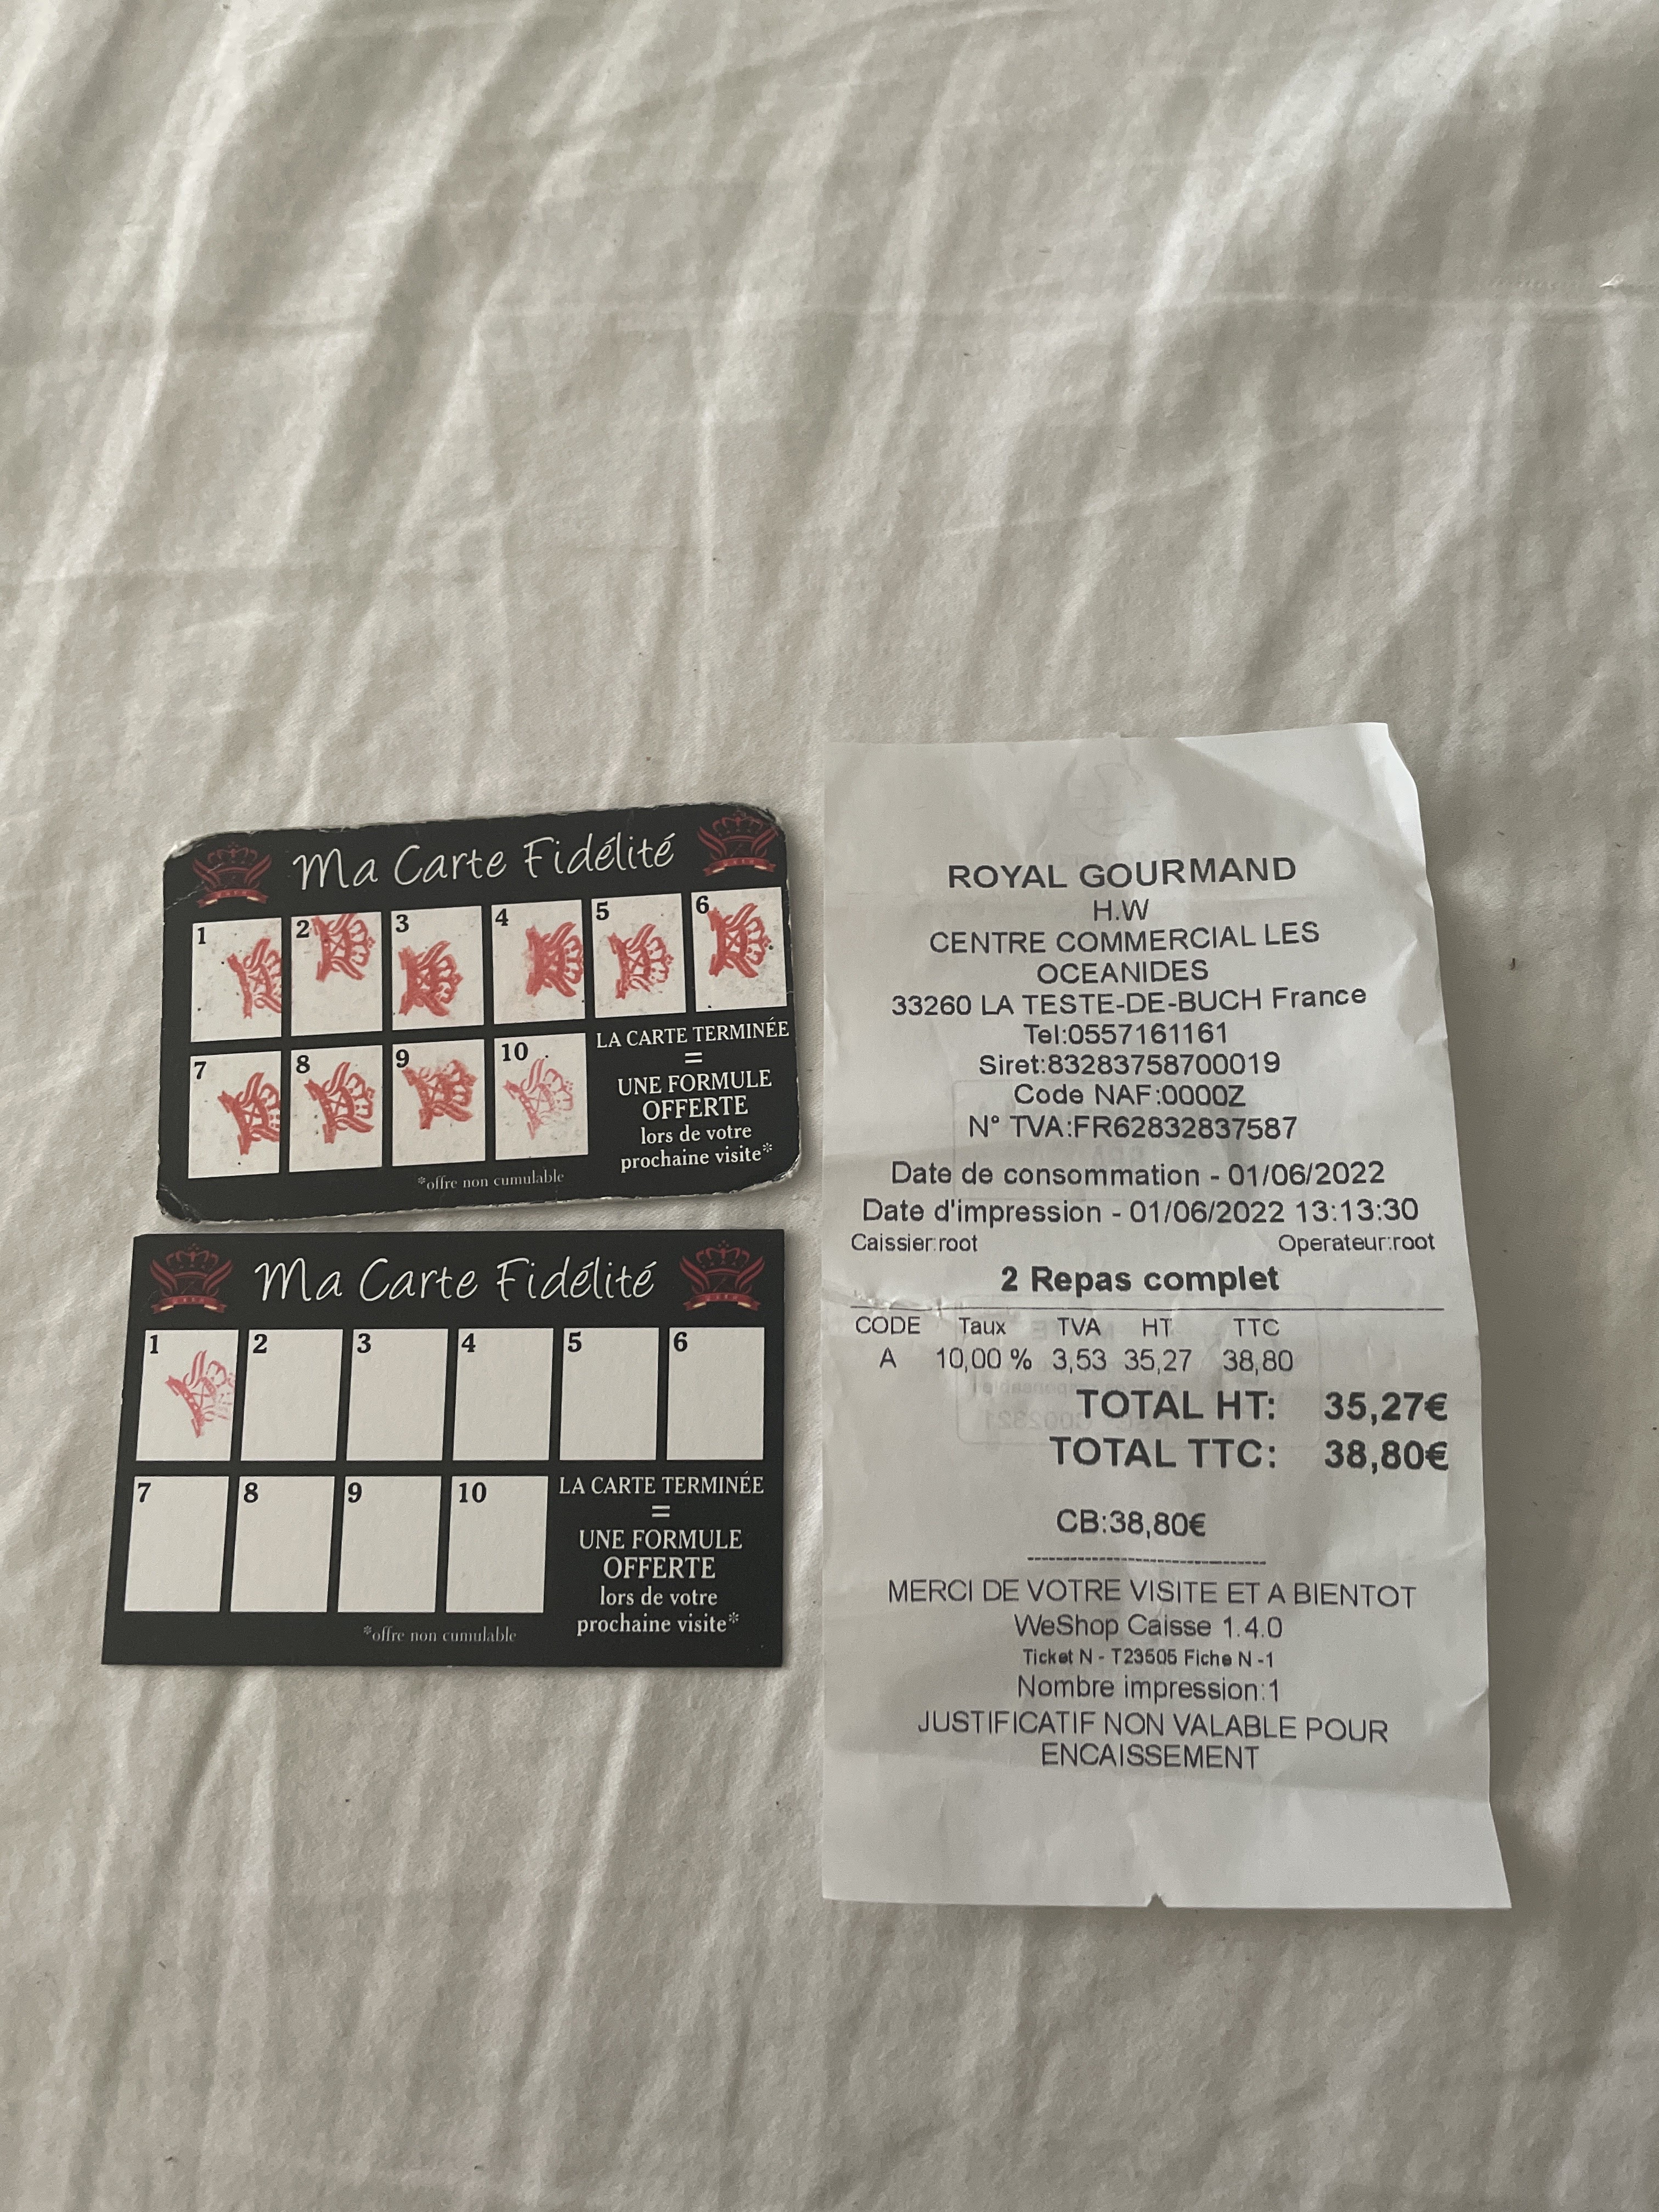 Ma Carte Fidélité
1 2 3 4 5 6
7 8 9 10
LA CARTE TERMINÉE
=
UNE FORMULE
OFFERTE
lors de votre
prochaine visite*
*offre non cumulable
Ma Carte Fidélité
1 2 3 4 5 6
7 8 9 10
LA CARTE TERMINÉE
=
UNE FORMULE
OFFERTE
lors de votre
prochaine visite*
*offre non cumulable
ROYAL GOURMAND
H.W
CENTRE COMMERCIAL LES
OCEANIDES
33260 LA TESTE-DE-BUCH France
Tel:0557161161
Siret:83283758700019
Code NAF:0000Z
N° TVA:FR62832837587
Date de consommation - 01/06/2022
Date d'impression - 01/06/2022 13:13:30
Caissier:root Operateur:root
2 Repas complet
CODE Taux TVA HT TTC
A 10,00 % 3,53 35,27 38,80
TOTAL HT: 35,27€
TOTAL TTC: 38,80€
CB:38,80€
--------------------------------
MERCI DE VOTRE VISITE ET A BIENTOT
WeShop Caisse 1.4.0
Ticket N - T23505 Fiche N -1
Nombre impression:1
JUSTIFICATIF NON VALABLE POUR
ENCAISSEMENT